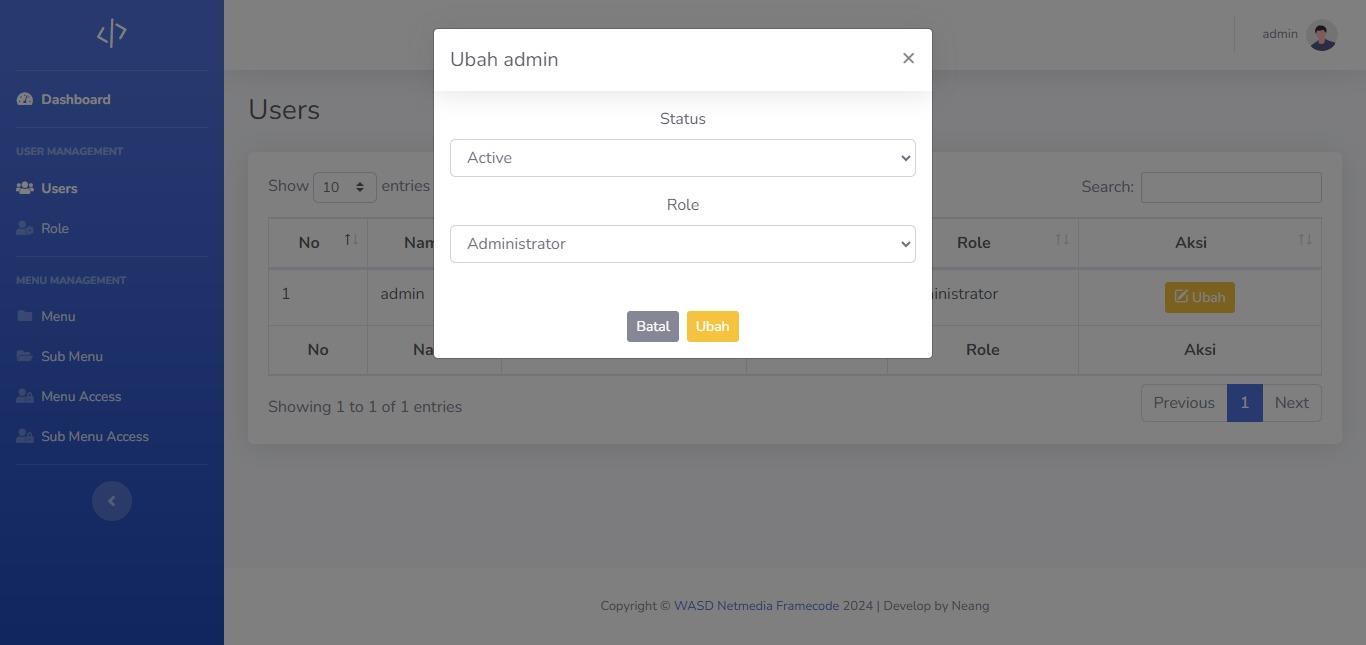 Dashboard
USER MANAGEMENT
Users
Role
MENU MANAGEMENT
Menu
Sub Menu
Menu Access
Sub Menu Access
admin
Users
Ubah admin ×
Status
Active
Role
Administrator
Batal Ubah
Show 10 entries
Search:
No Nam Role Aksi
1 admin inistrator Ubah
No Na Role Aksi
Showing 1 to 1 of 1 entries
Previous 1 Next
Copyright © WASD Netmedia Framecode 2024 | Develop by Neang